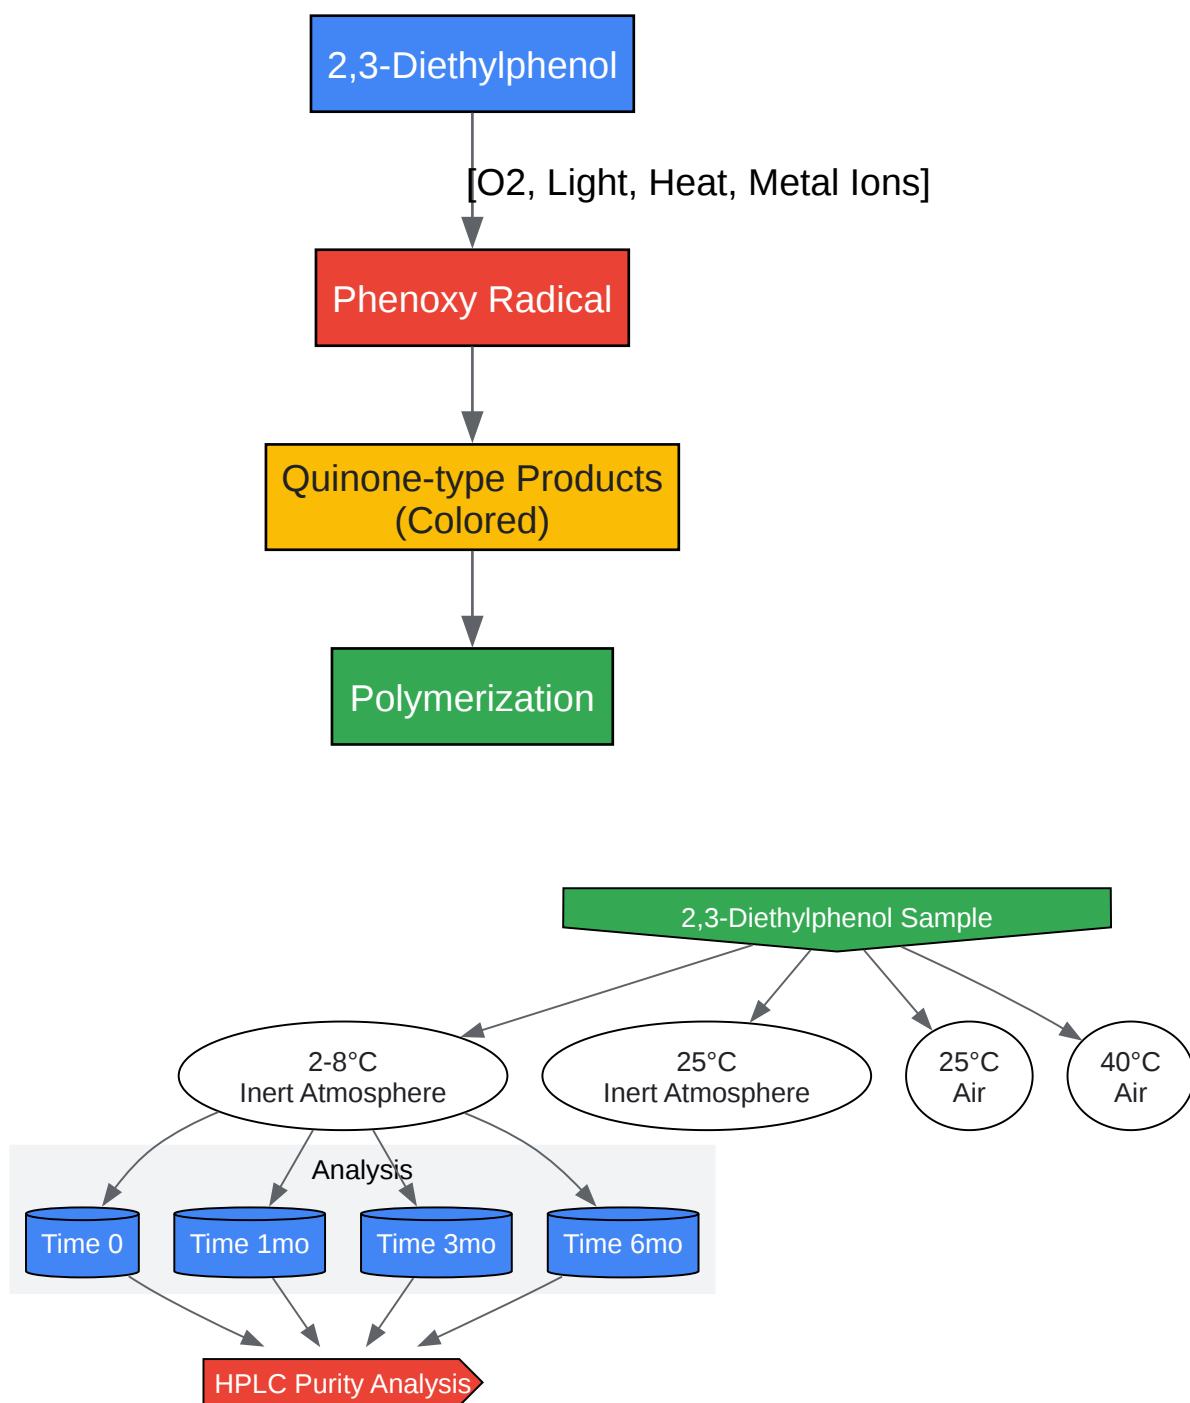 2,3-Diethylphenol
[O2, Light, Heat, Metal Ions]
Phenoxy Radical
Quinone-type Products
(Colored)
Polymerization
2,3-Diethylphenol Sample
2-8°C
Inert Atmosphere
25°C
Inert Atmosphere
25°C
Air
40°C
Air
Analysis
Time 0
Time 1mo
Time 3mo
Time 6mo
HPLC Purity Analysis